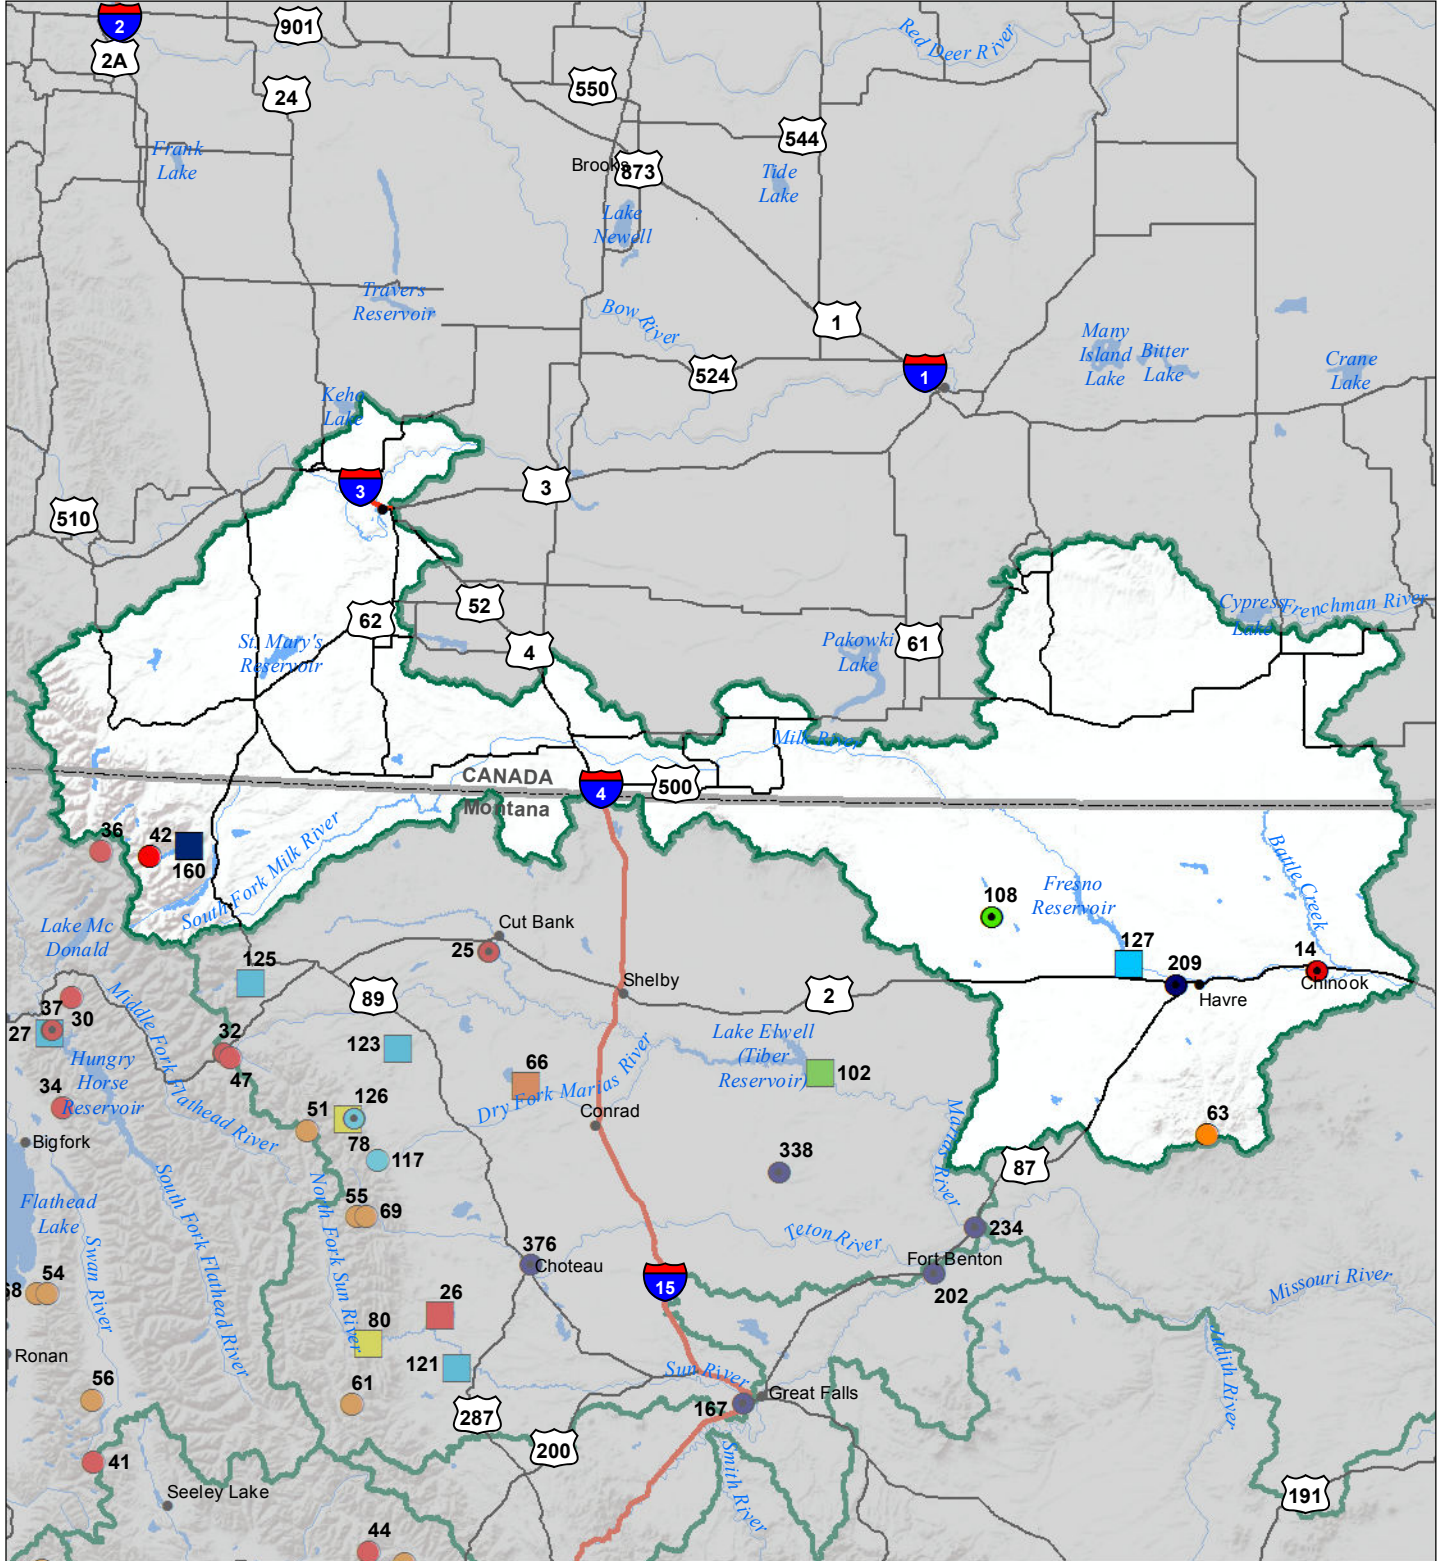 2
901
2A
24
550
Red Deer River
544
Frank
Lake
Brooks
873
Tide
Lake
Lake
Newell
Travers
Reservoir
Bow River
1
Many
Island
Lake
Bitter
Lake
Crane
Lake
524
1
Keho
Lake
3
3
510
52
62
Cypress
Lake
Frenchman River
St. Mary's
Reservoir
4
Pakowki
Lake
61
Milk River
CANADA
Montana
4
500
36
42
160
South Fork Milk River
Battle Creek
108
Fresno
Reservoir
Lake Mc
Donald
Cut Bank
25
127
209
14
Havre
Chinook
125
Shelby
89
2
Middle Fork Flathead River
37
30
27
32
47
123
Lake Elwell
(Tiber
Reservoir)
102
Hungry
Horse
Reservoir
66
Dry Fork Marias River
34
51
126
Conrad
Marias River
63
Bigfork
78
117
338
87
South Fork Flathead River
North Fork Sun River
55
69
Flathead
Lake
Swan River
Teton River
234
376
Choteau
Fort Benton
202
15
Missouri River
68
54
26
80
121
Sun River
Judith River
Ronan
56
61
Great Falls
167
287
200
Smith River
41
Seeley Lake
191
44